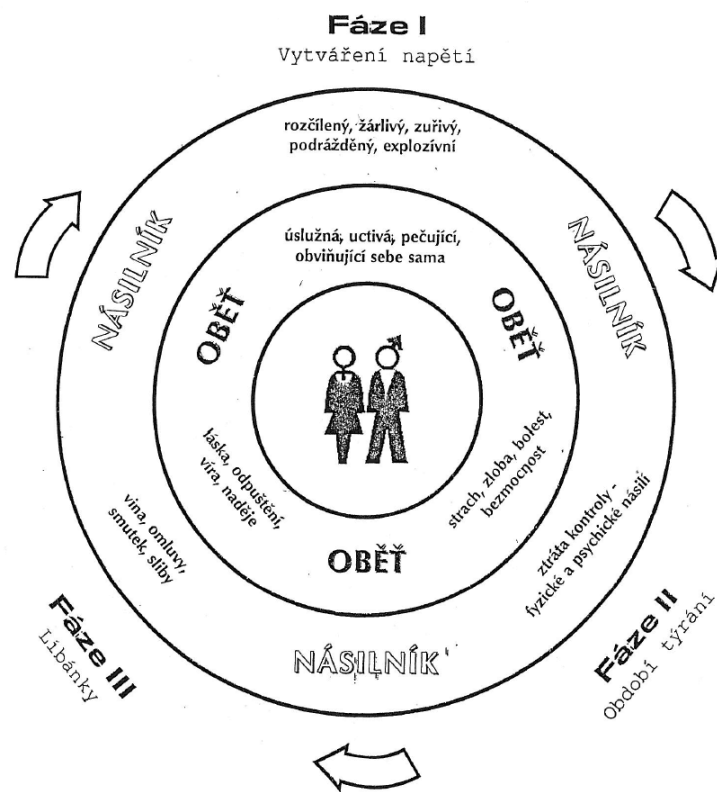 Fáze I
Vytváření napětí
rozčílený, žárlivý, zuřivý,
podrážděný, explozívní
NÁSILNÍK
NÁSILNÍK
úslužná, uctivá, pečující,
obviňující sebe sama
OBĚŤ
OBĚŤ
láska, odpuštění,
víra, naděje
strach, zloba, bolest,
bezmocnost
vina, omluvy,
smutek, sliby
ztráta kontroly -
fyzické a psychické násilí
OBĚŤ
NÁSILNÍK
Fáze III
Líbánky
Fáze II
Období týrání